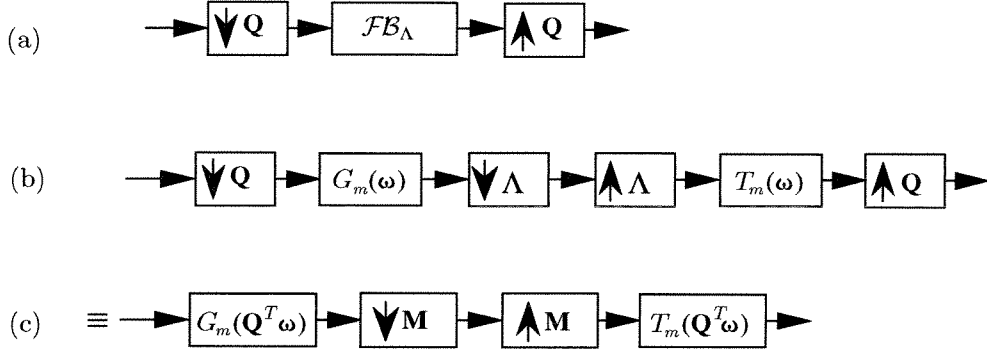 (a) Q ℱℬ_Λ Q
(b) Q G_m(ω) Λ Λ T_m(ω) Q
(c) ≡ G_m(Q^T ω) M M T_m(Q^T ω)